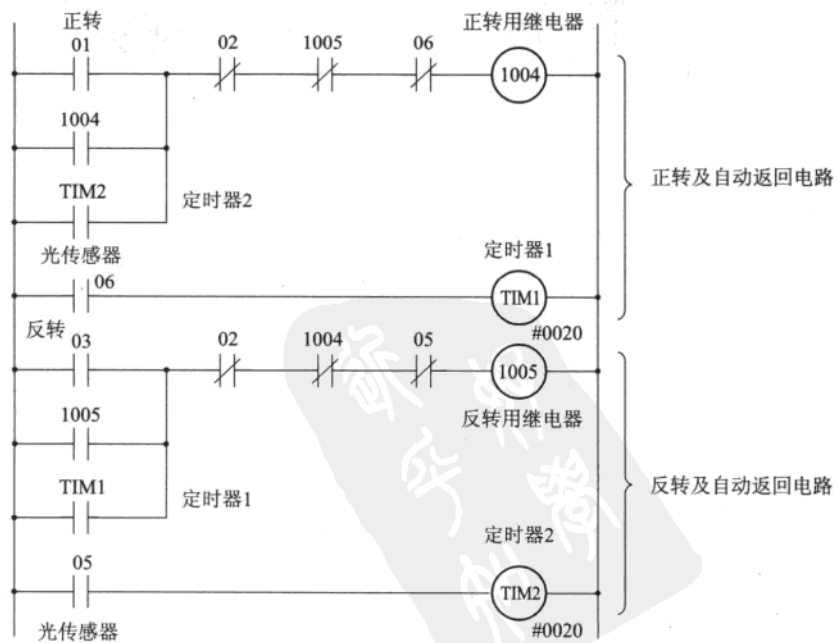 正转
正转用继电器
01
02
1005
06
1004
1004
TIM2
定时器2
正转及自动返回电路
光传感器
定时器1
06
TIM1
#0020
反转
03
02
1004
05
1005
1005
反转用继电器
TIM1
定时器1
反转及自动返回电路
定时器2
05
TIM2
光传感器
#0020